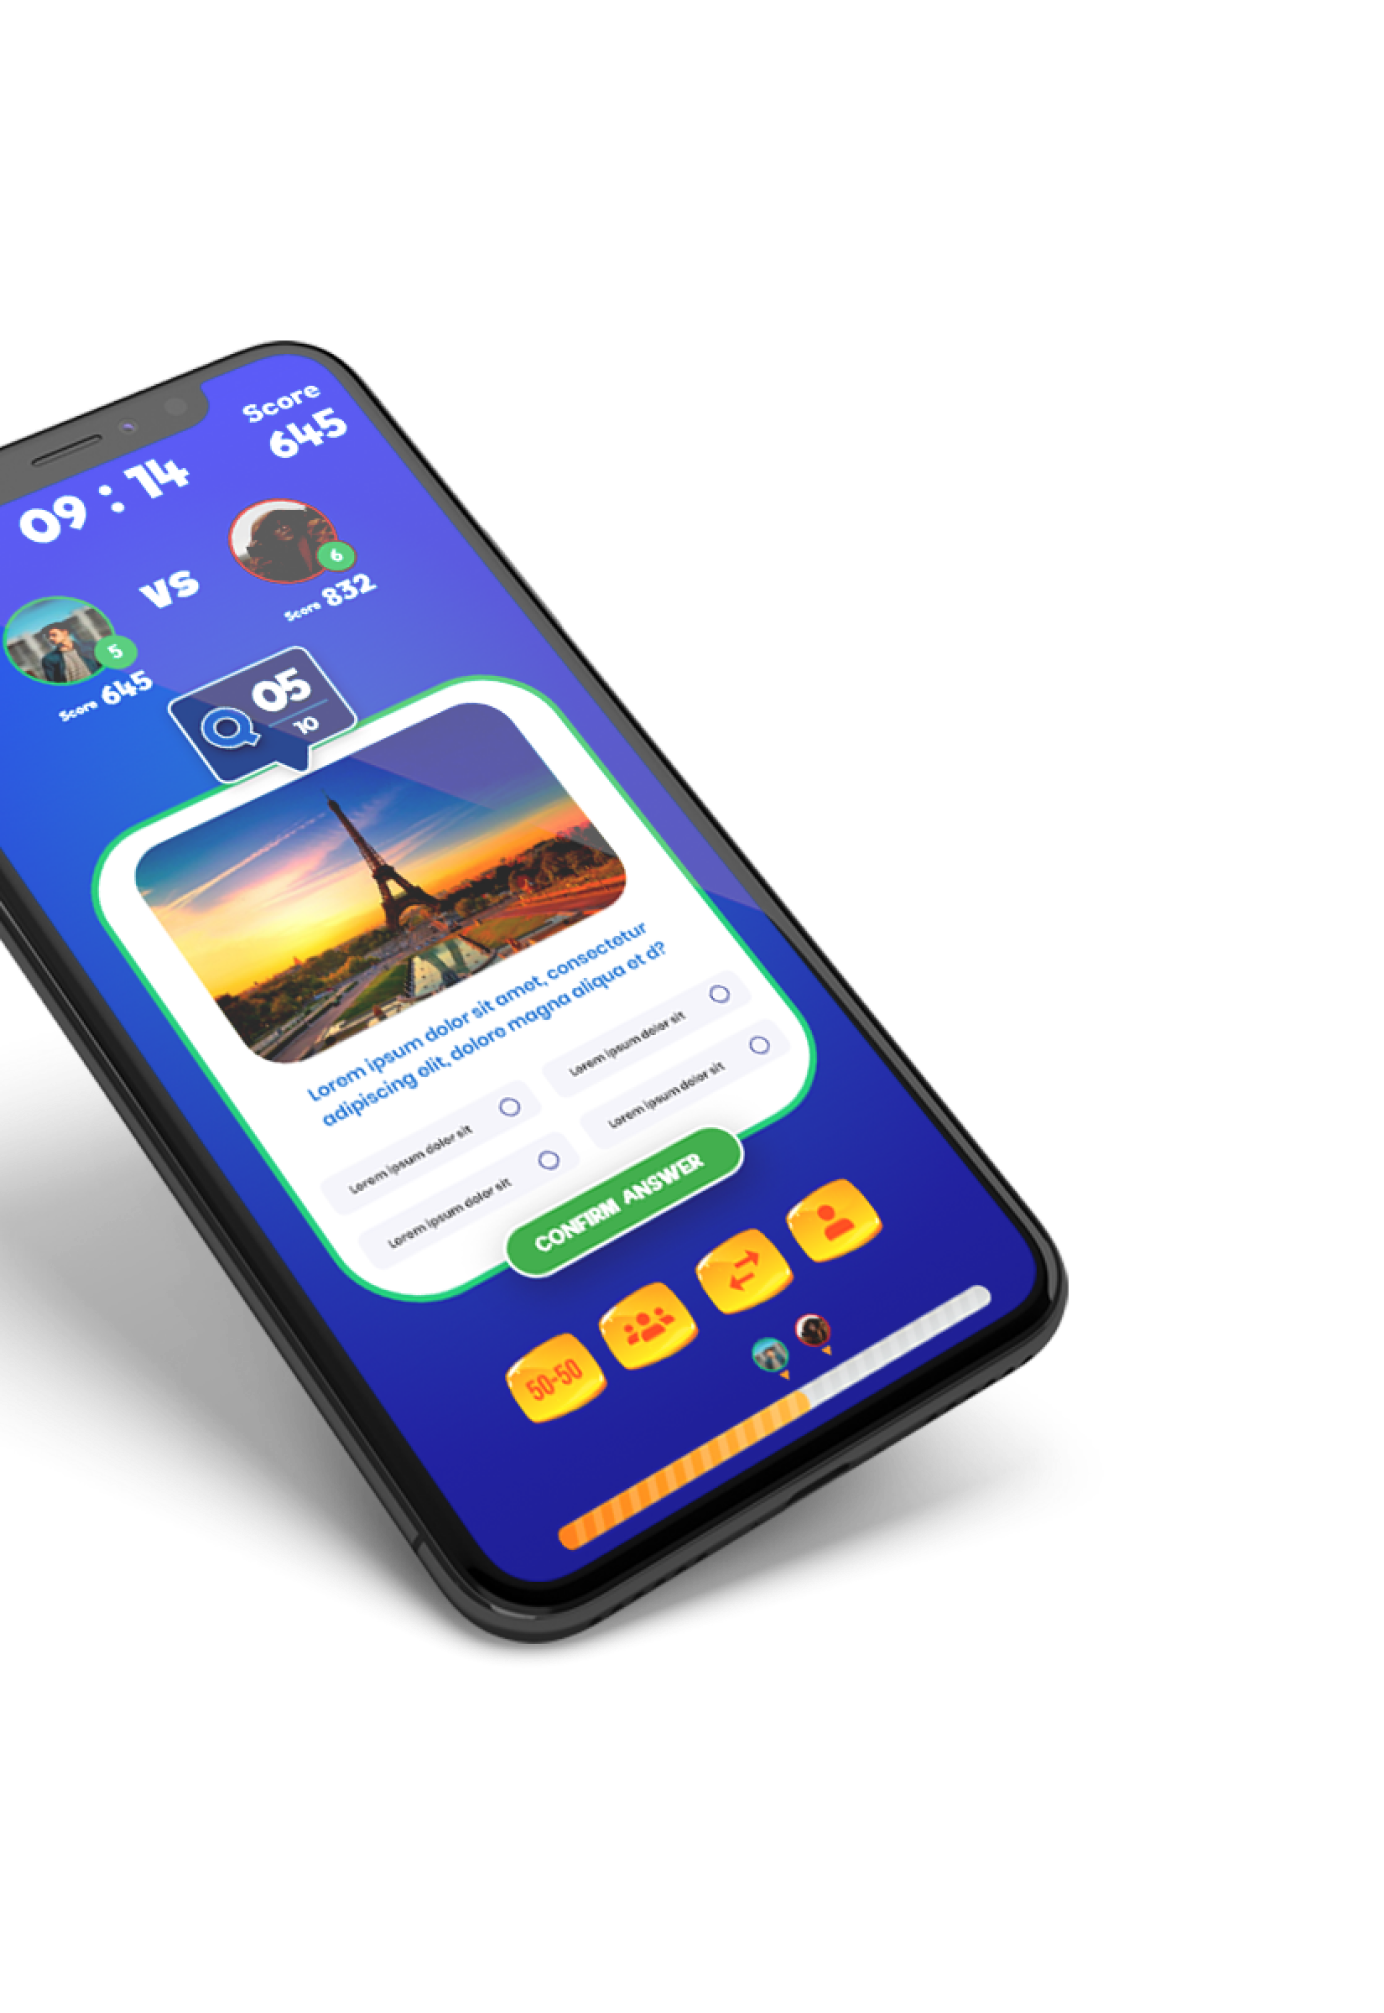 Score
645
09 : 14
VS
6
Score 832
5
Score 645
Q 05
10
Lorem ipsum dolor sit amet, consectetur
adipiscing elit, dolore magna aliqua et d?
Lorem ipsum dolor sit
Lorem ipsum dolor sit
Lorem ipsum dolor sit
Lorem ipsum dolor sit
CONFIRM ANSWER
50-50